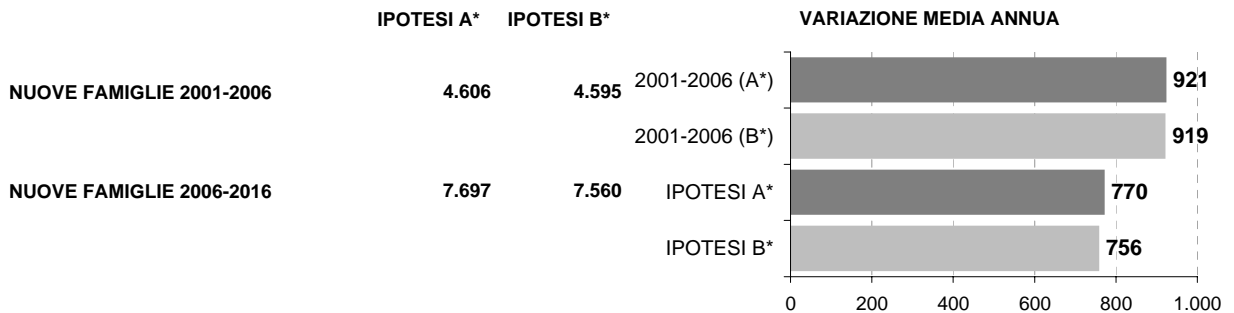 IPOTESI A* IPOTESI B* VARIAZIONE MEDIA ANNUA
NUOVE FAMIGLIE 2001-2006 4.606 4.595
2001-2006 (A*) 921
2001-2006 (B*) 919
NUOVE FAMIGLIE 2006-2016 7.697 7.560
IPOTESI A* 770
IPOTESI B* 756
0 200 400 600 800 1.000